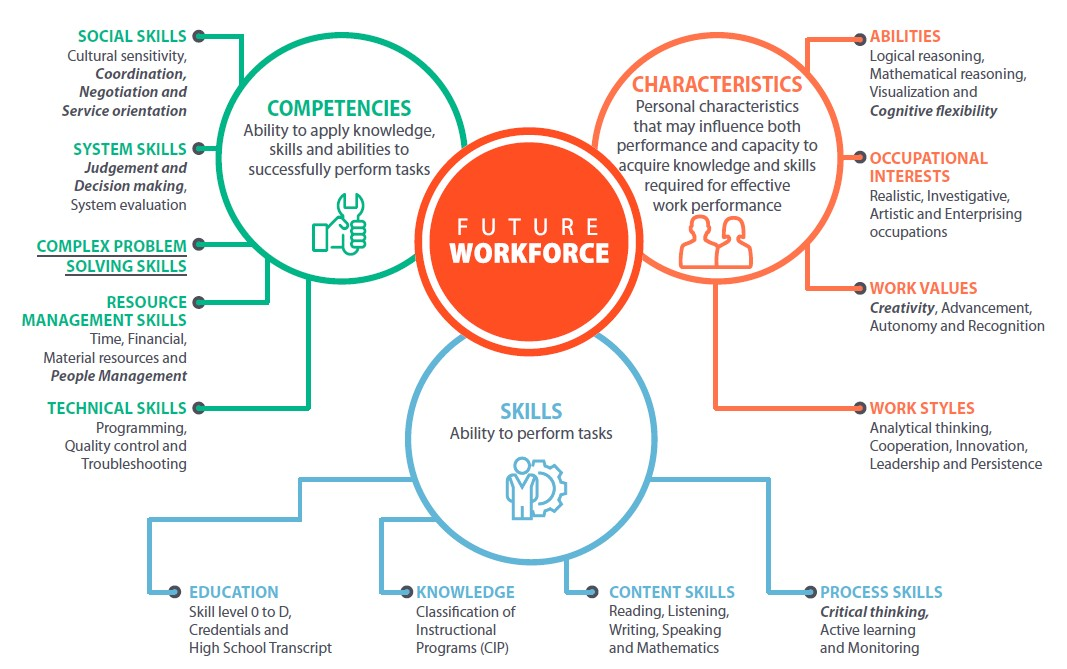 SOCIAL SKILLS
Cultural sensitivity,
Coordination,
Negotiation and
Service orientation
SYSTEM SKILLS
Judgement and
Decision making,
System evaluation
COMPLEX PROBLEM
SOLVING SKILLS
RESOURCE
MANAGEMENT SKILLS
Time, Financial,
Material resources and
People Management
TECHNICAL SKILLS
Programming,
Quality control and
Troubleshooting
COMPETENCIES
Ability to apply knowledge,
skills and abilities to
successfully perform tasks
FUTURE
WORKFORCE
CHARACTERISTICS
Personal characteristics
that may influence both
performance and capacity to
acquire knowledge and skills
required for effective
work performance
ABILITIES
Logical reasoning,
Mathematical reasoning,
Visualization and
Cognitive flexibility
OCCUPATIONAL
INTERESTS
Realistic, Investigative,
Artistic and Enterprising
occupations
WORK VALUES
Creativity, Advancement,
Autonomy and Recognition
WORK STYLES
Analytical thinking,
Cooperation, Innovation,
Leadership and Persistence
SKILLS
Ability to perform tasks
EDUCATION
Skill level 0 to D,
Credentials and
High School Transcript
KNOWLEDGE
Classification of
Instructional
Programs (CIP)
CONTENT SKILLS
Reading, Listening,
Writing, Speaking
and Mathematics
PROCESS SKILLS
Critical thinking,
Active learning
and Monitoring